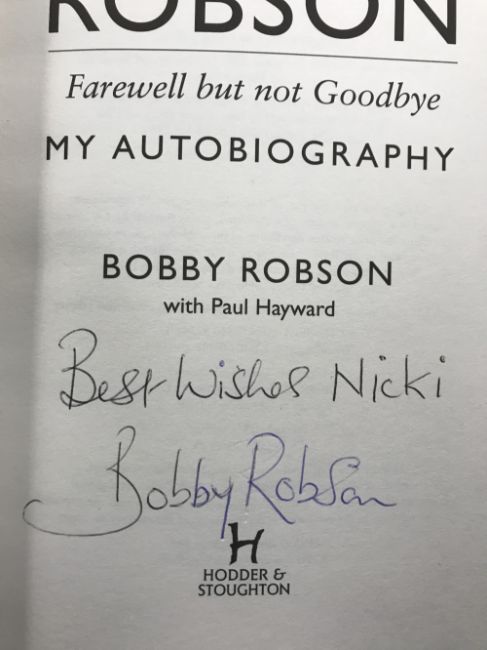 ROBSON
Farewell but not Goodbye
MY AUTOBIOGRAPHY
BOBBY ROBSON
with Paul Hayward
Best Wishes Nicki
Bobby Robson
H
HODDER &
STOUGHTON